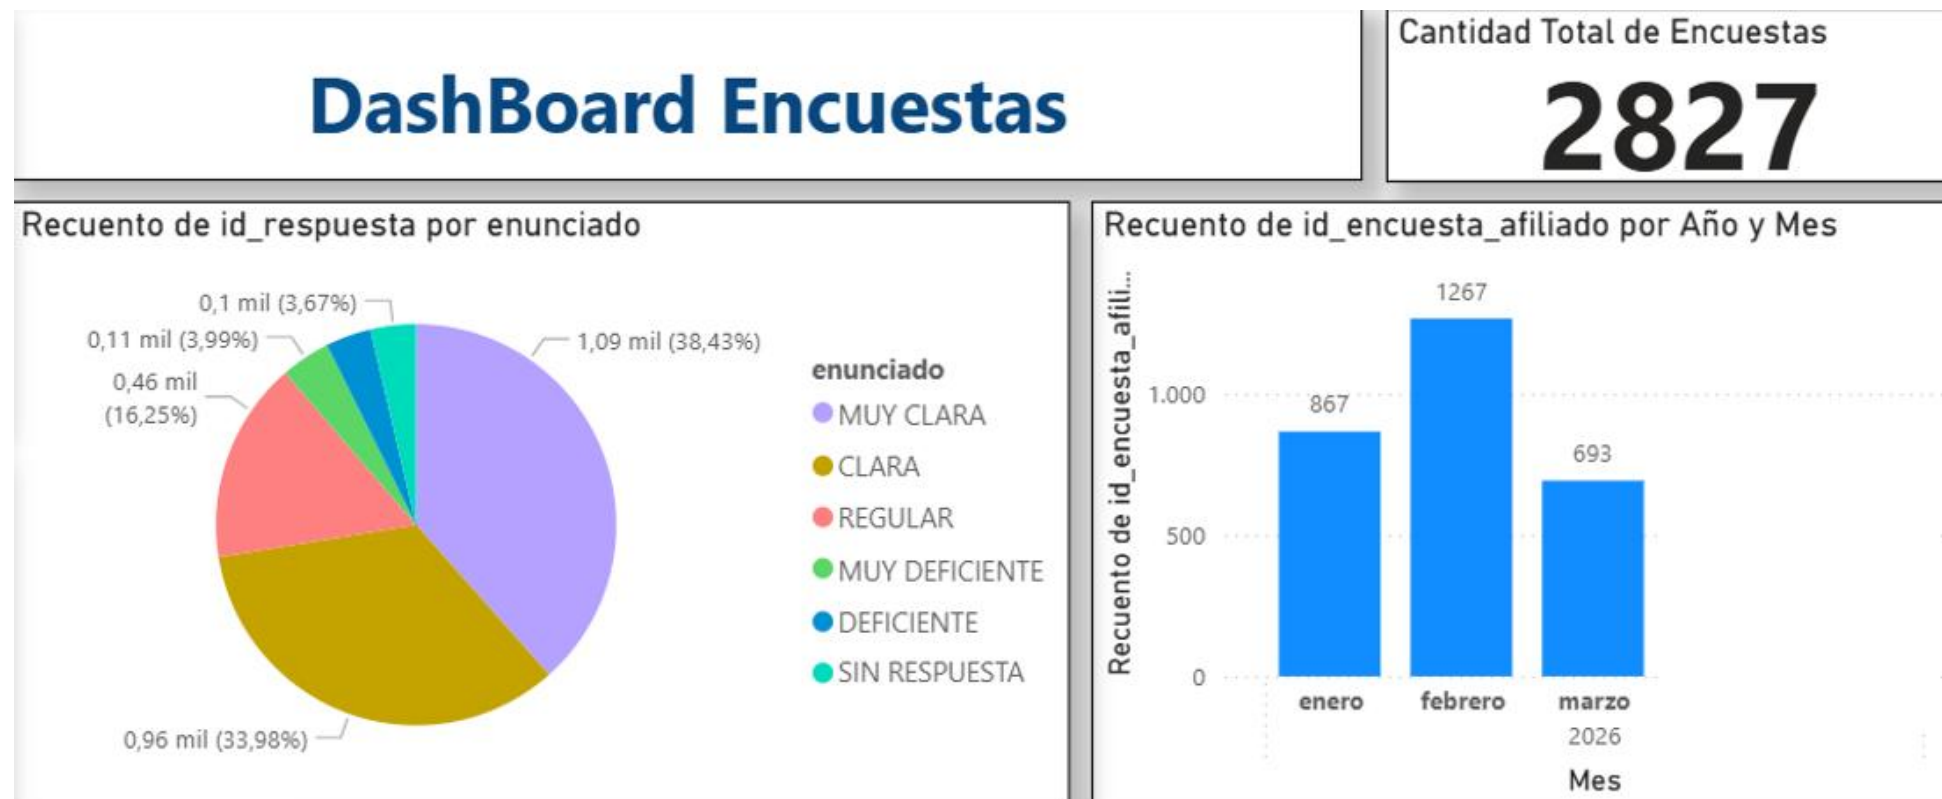 DashBoard Encuestas
Cantidad Total de Encuestas
2827
Recuento de id_respuesta por enunciado
0,1 mil (3,67%)
0,11 mil (3,99%)
0,46 mil
(16,25%)
1,09 mil (38,43%)
0,96 mil (33,98%)
enunciado
MUY CLARA
CLARA
REGULAR
MUY DEFICIENTE
DEFICIENTE
SIN RESPUESTA
Recuento de id_encuesta_afiliado por Año y Mes
Recuento de id_encuesta_afili...
1.000
500
0
867
1267
693
enero
febrero
marzo
2026
Mes